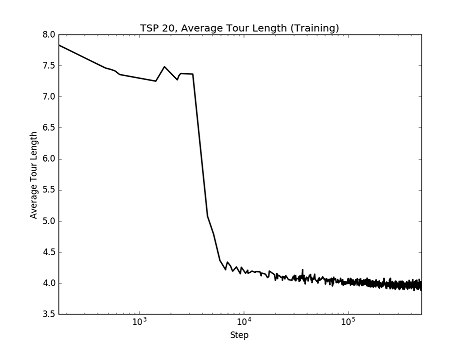 TSP 20, Average Tour Length (Training)
8.0
7.5
7.0
6.5
6.0
5.5
5.0
4.5
4.0
3.5
Average Tour Length
10³ 10⁴ 10⁵
Step